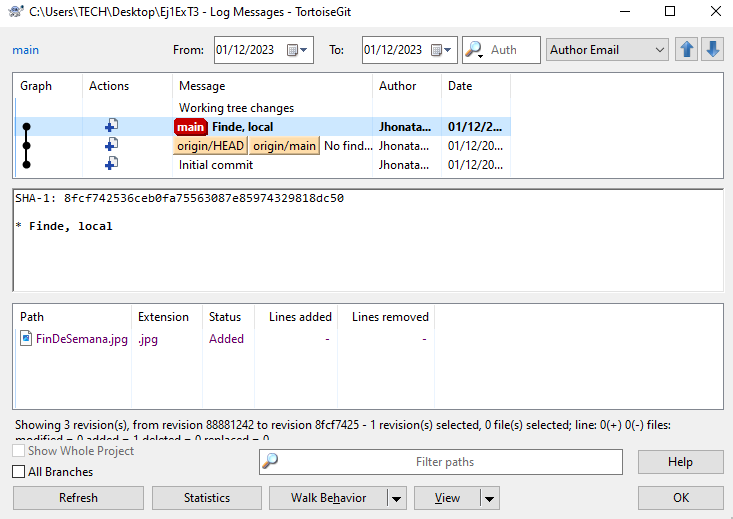 C:\Users\TECH\Desktop\Ej1ExT3 - Log Messages - TortoiseGit
main From: 01/12/2023 To: 01/12/2023 Auth Author Email
Graph Actions Message Author Date
Working tree changes
main Finde, local Jhonata... 01/12/2...
origin/HEAD origin/main No find... Jhonata... 01/12/20...
Initial commit Jhonata... 01/12/20...
SHA-1: 8fcf742536ceb0fa75563087e85974329818dc50
* Finde, local
Path Extension Status Lines added Lines removed
FinDeSemana.jpg .jpg Added - -
Showing 3 revision(s), from revision 88881242 to revision 8fcf7425 - 1 revision(s) selected, 0 file(s) selected; line: 0(+) 0(-) files:
modified = 0 added = 1 deleted = 0 replaced = 0
Show Whole Project
All Branches Filter paths Help
Refresh Statistics Walk Behavior View OK